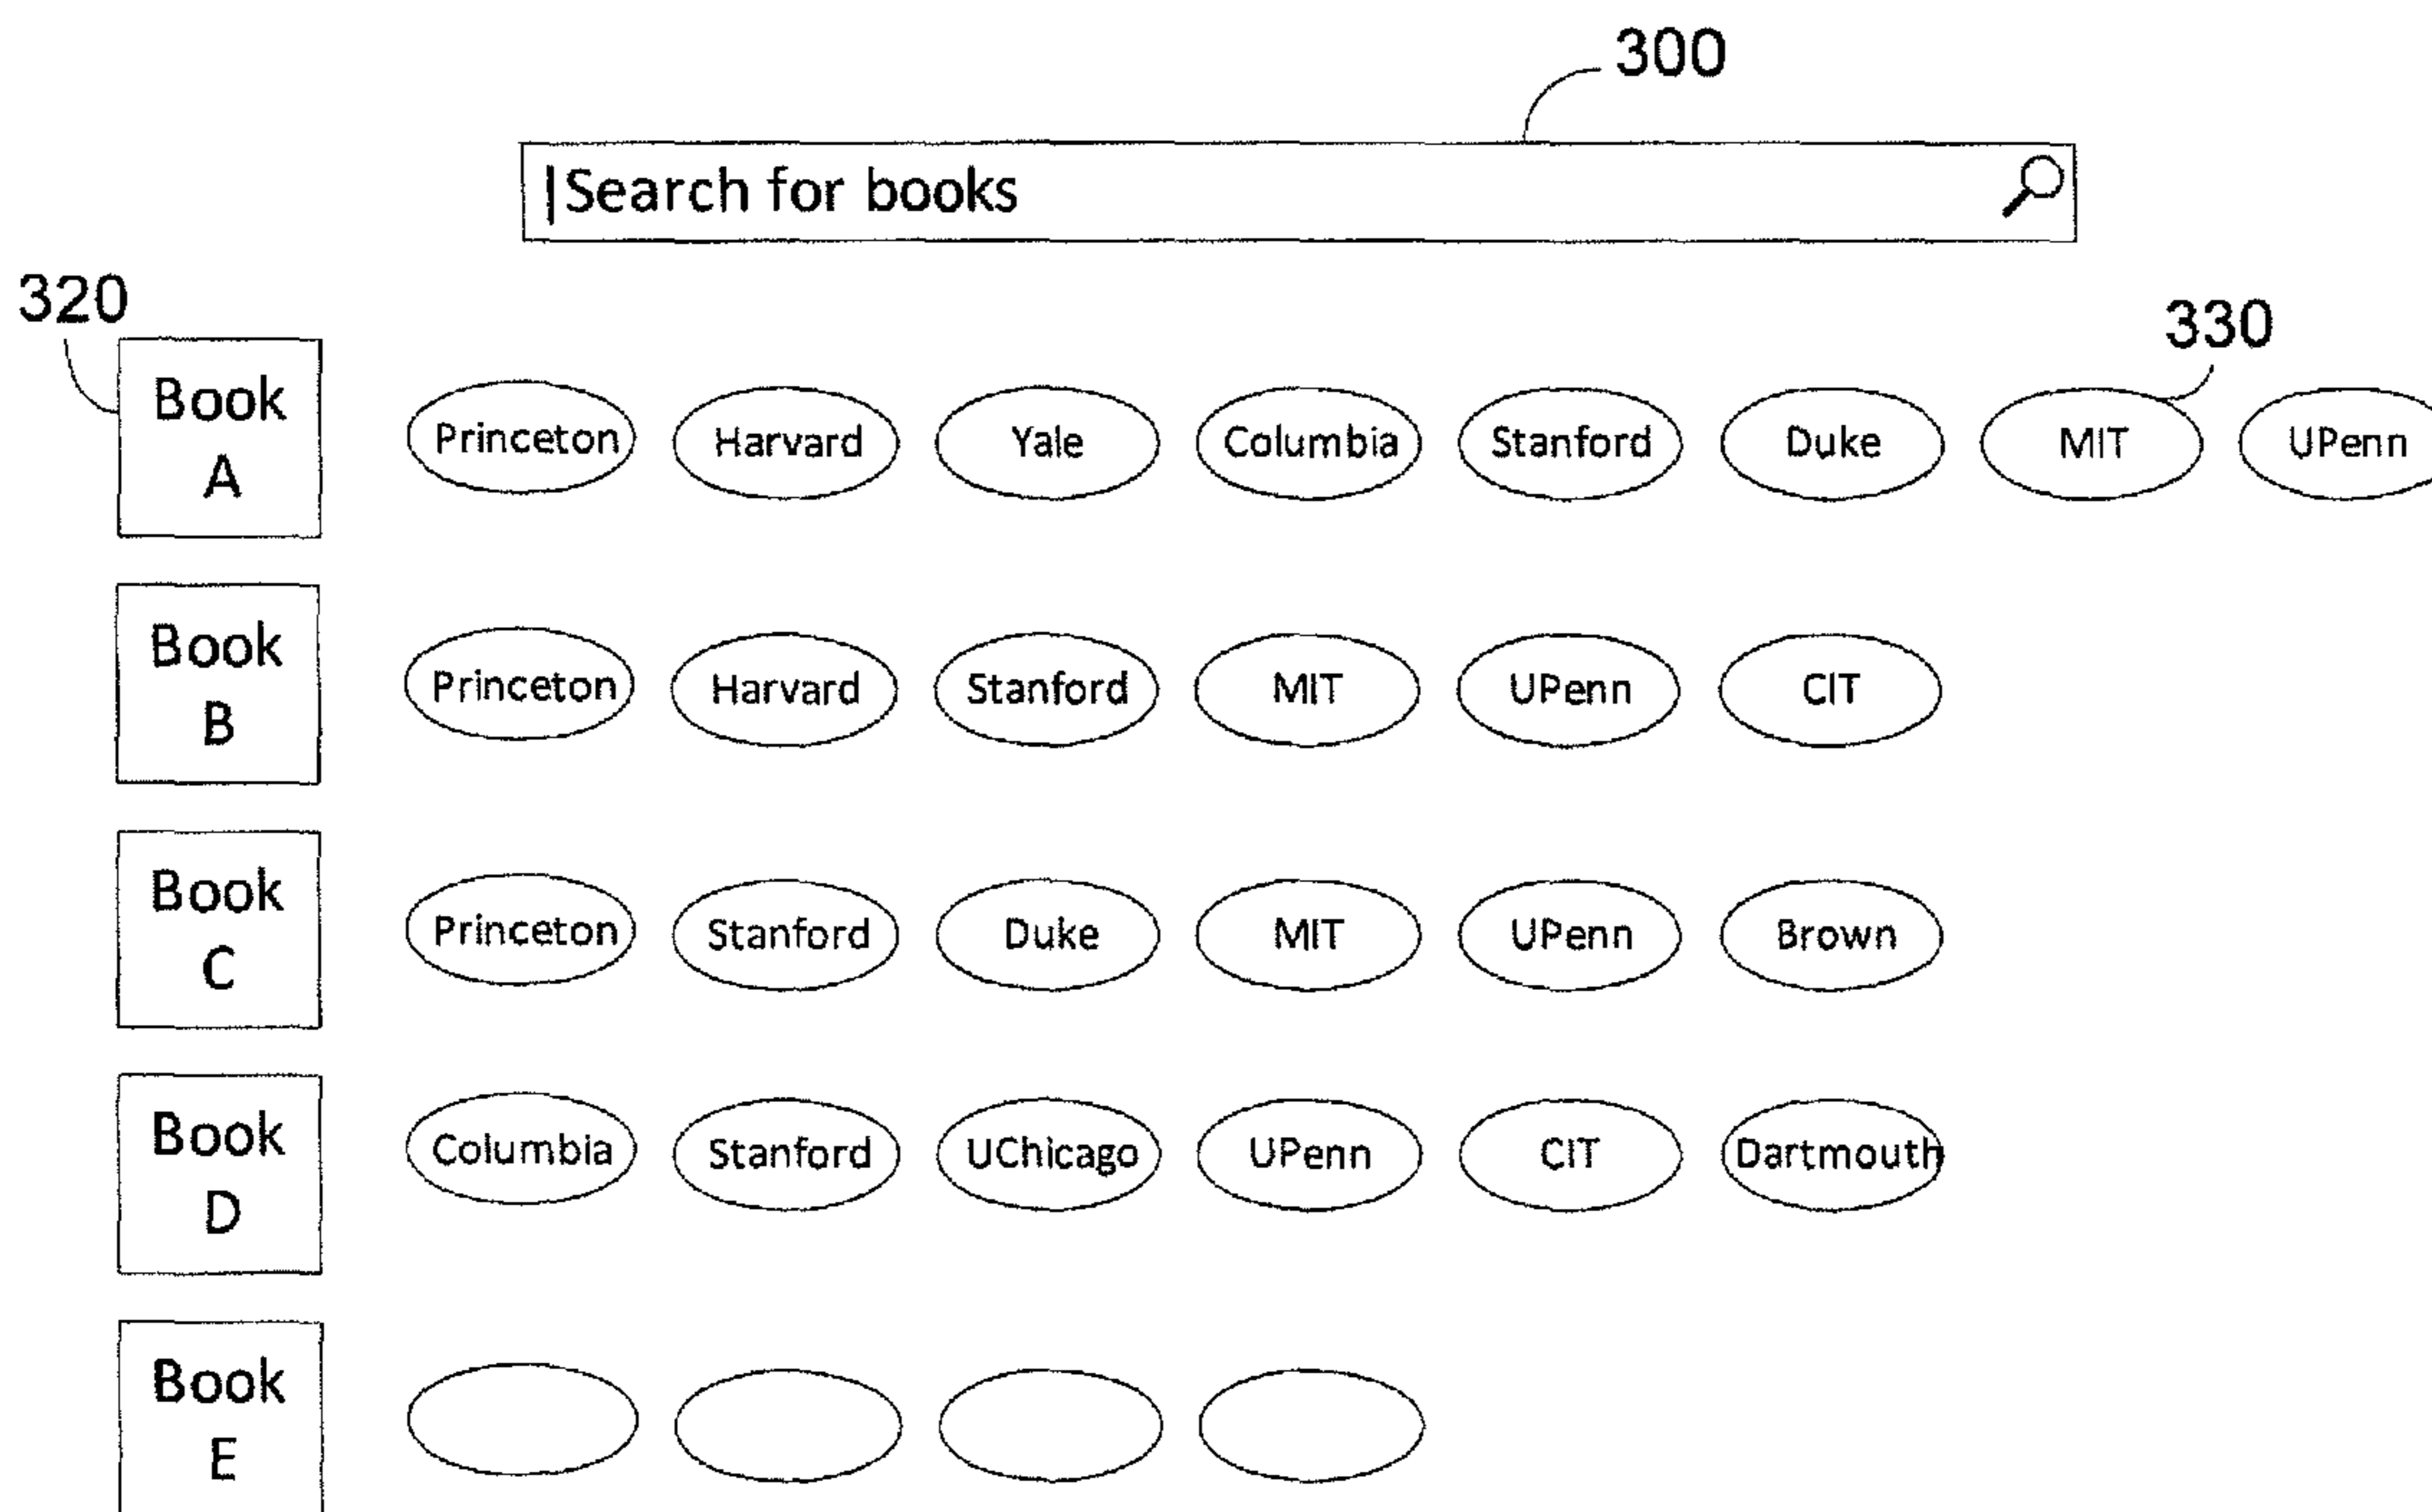 300
Search for books
320
330
Book
A
Princeton Harvard Yale Columbia Stanford Duke MIT UPenn
Book
B
Princeton Harvard Stanford MIT UPenn CIT
Book
C
Princeton Stanford Duke MIT UPenn Brown
Book
D
Columbia Stanford UChicago UPenn CIT Dartmouth
Book
E